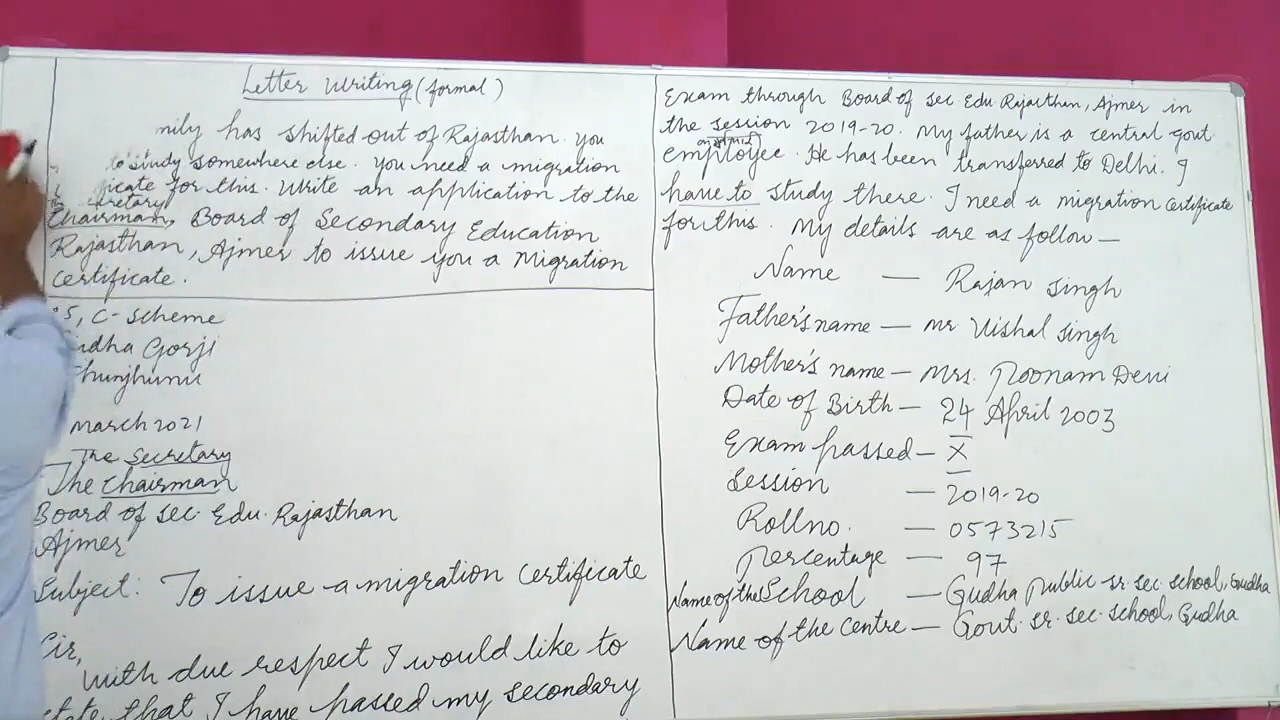 Letter Writing (formal)
has shifted out of Rajasthan. You
to study somewhere else. You need a migration
for this. Write an application to the
Chairman, Board of Secondary Education
Rajasthan, Ajmer to issue you a Migration
certificate.
C-Scheme
Gorji
March 2021
The Secretary
The Chairman
Board of Sec. Edu. Rajasthan
Ajmer
Subject: To issue a migration certificate
Sir,
With due respect I would like to
state that I have passed my secondary
Exam through Board of Sec Edu Rajasthan, Ajmer in
the session 2019-20. My father is a central govt
employee. He has been transferred to Delhi. I
have to study there. I need a migration certificate
for this. My details are as follow —
Name — Rajan Singh
Father's name — Mr Vishal Singh
Mother's name — Mrs. Poonam Devi
Date of Birth — 24 April 2003
Exam passed — X
Session — 2019-20
Roll no. — 0573215
Percentage — 97
Name of the School — Gudha Public Sr. Sec. School, Gudha
Name of the Centre — Govt. Sr. Sec. School, Gudha